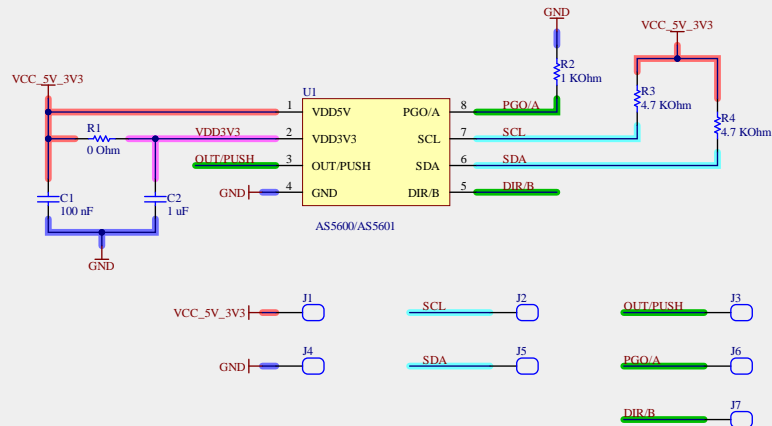 GND
VCC_5V_3V3
R2
1 KOhm
VCC_5V_3V3
U1
R3
4.7 KOhm
1 VDD5V PGO/A 8 PGO/A
R4
4.7 KOhm
R1
0 Ohm
VDD3V3
2 VDD3V3 SCL 7 SCL
OUT/PUSH
3 OUT/PUSH SDA 6 SDA
GND
4 GND DIR/B 5 DIR/B
C1
100 nF
C2
1 uF
AS5600/AS5601
GND
J1
J2
J3
VCC_5V_3V3
SCL
OUT/PUSH
J4
J5
J6
GND
SDA
PGO/A
J7
DIR/B